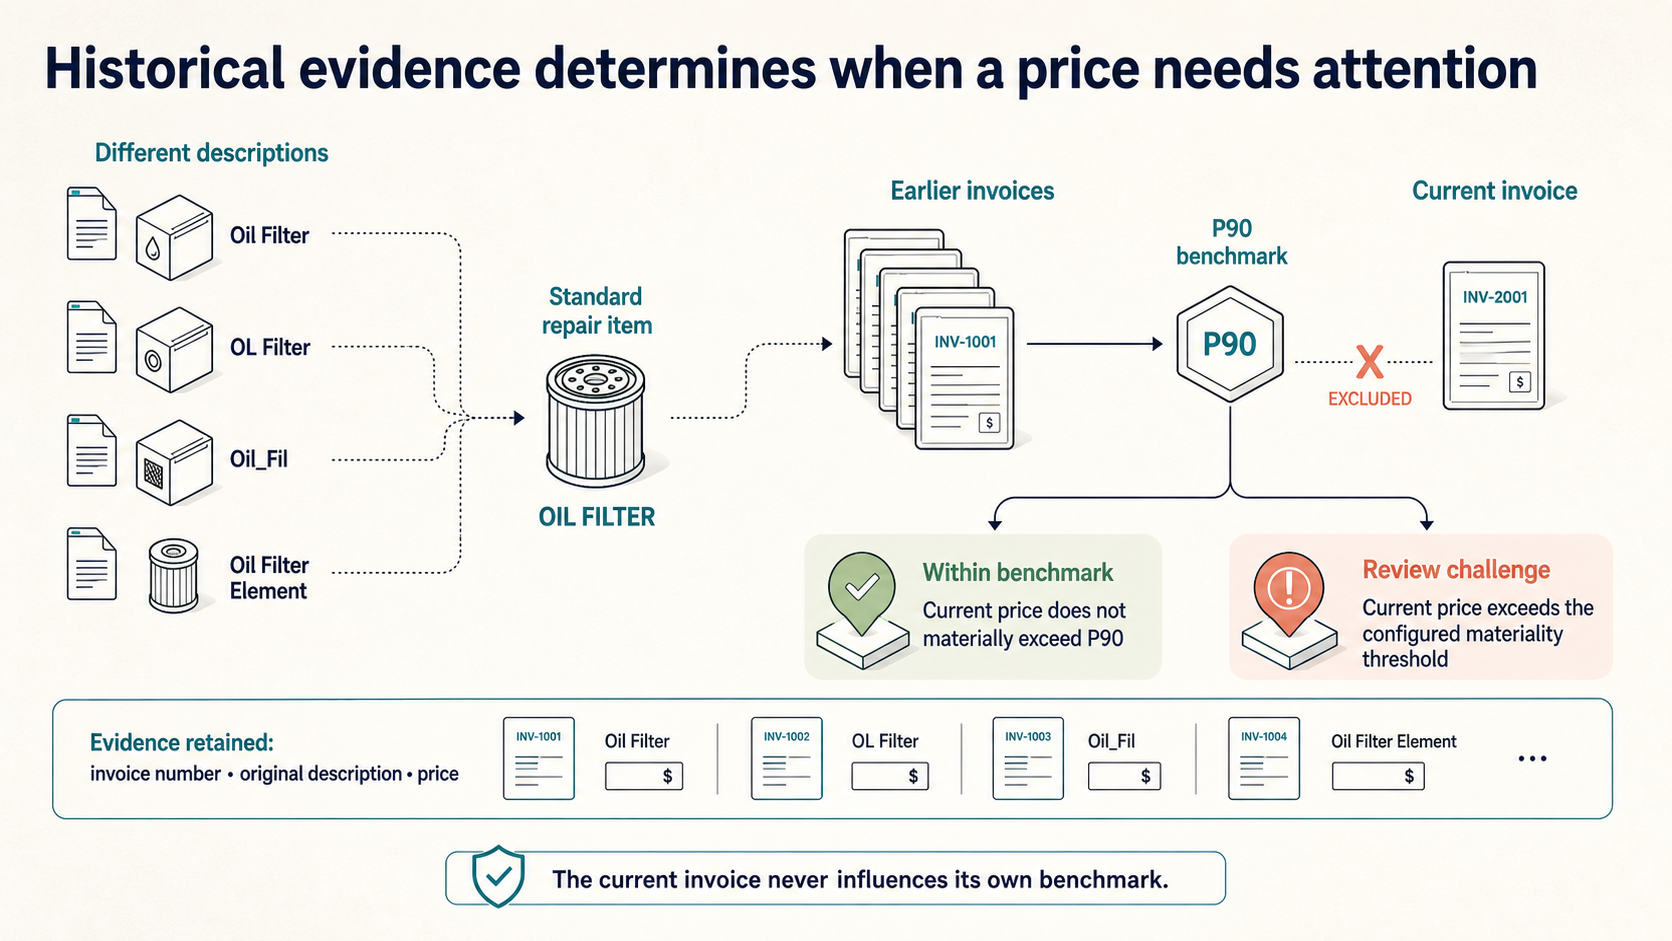 Historical evidence determines when a price needs attention
Different descriptions
Oil Filter
OL Filter
Oil_Fil
Oil Filter
Element
Standard
repair item
OIL FILTER
Earlier invoices
INV-1001
$
P90
benchmark
P90
X
EXCLUDED
Current invoice
INV-2001
$
Within benchmark
Current price does not
materially exceed P90
Review challenge
Current price exceeds the
configured materiality
threshold
Evidence retained:
invoice number • original description • price
INV-1001
Oil Filter
$
INV-1002
OL Filter
$
INV-1003
Oil_Fil
$
INV-1004
Oil Filter Element
$
...
The current invoice never influences its own benchmark.